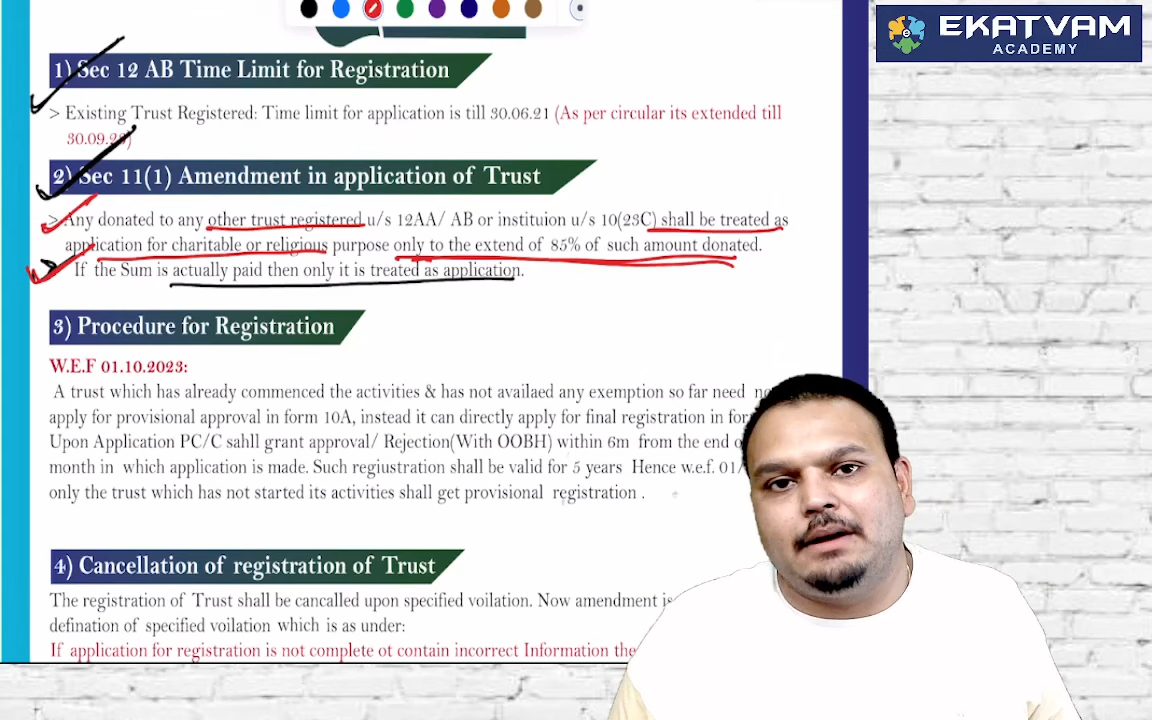 EKATVAM
ACADEMY
1) Sec 12 AB Time Limit for Registration
> Existing Trust Registered: Time limit for application is till 30.06.21 (As per circular its extended till
30.09.23)
2) Sec 11(1) Amendment in application of Trust
> Any donated to any other trust registered u/s 12AA/ AB or instituion u/s 10(23C) shall be treated as
application for charitable or religious purpose only to the extend of 85% of such amount donated.
If the Sum is actually paid then only it is treated as application.
3) Procedure for Registration
W.E.F 01.10.2023:
A trust which has already commenced the activities & has not availaed any exemption so far need
apply for provisional approval in form 10A, instead it can directly apply for final registration in
Upon Application PC/C sahll grant approval/ Rejection(With OOBH) within 6m from the end
month in which application is made. Such regiustration shall be valid for 5 years Hence w.e.f. 01/
only the trust which has not started its activities shall get provisional registration .
4) Cancellation of registration of Trust
The registration of Trust shall be cancalled upon specified voilation. Now amendment is
defination of specified voilation which is as under:
If application for registration is not complete ot contain incorrect Information the